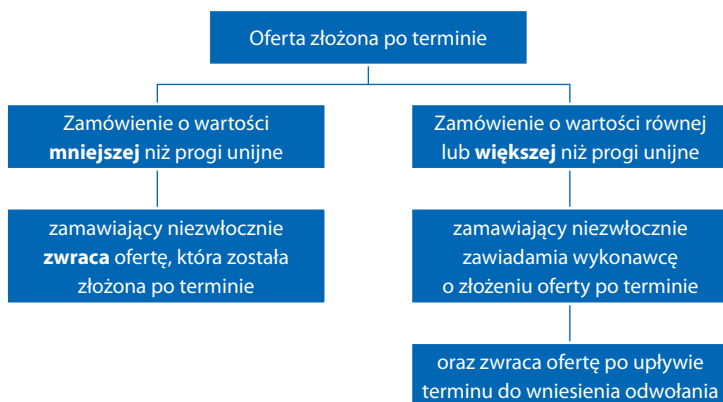 Oferta złożona po terminie
Zamówienie o wartości
mniejszej niż progi unijne
zamawiający niezwłocznie
zwraca ofertę, która została
złożona po terminie
Zamówienie o wartości równej
lub większej niż progi unijne
zamawiający niezwłocznie
zawiadamia wykonawcę
o złożeniu oferty po terminie
oraz zwraca ofertę po upływie
terminu do wniesienia odwołania